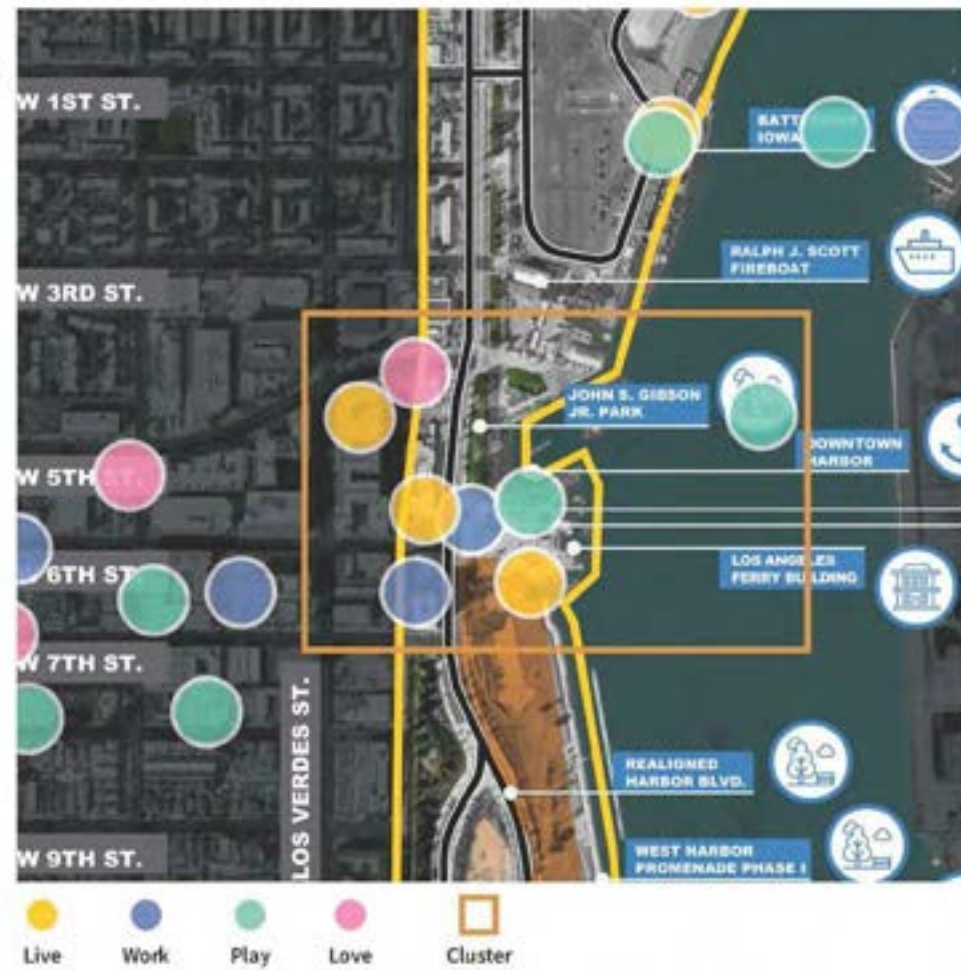 W 1ST ST.
IOWA
RALPH J. SCOTT
FIREBOAT
W 3RD ST.
JOHN S. GIBSON
JR. PARK
DOWNTOWN
HARBOR
W 5TH
6TH ST
LOS ANGELES
FERRY BUILDING
W 7TH ST.
LOS VERDES ST.
REALIGNED
HARBOR BLVD.
WEST HARBOR
PROMENADE PHASE I
W 9TH ST.
Live
Work
Play
Love
Cluster